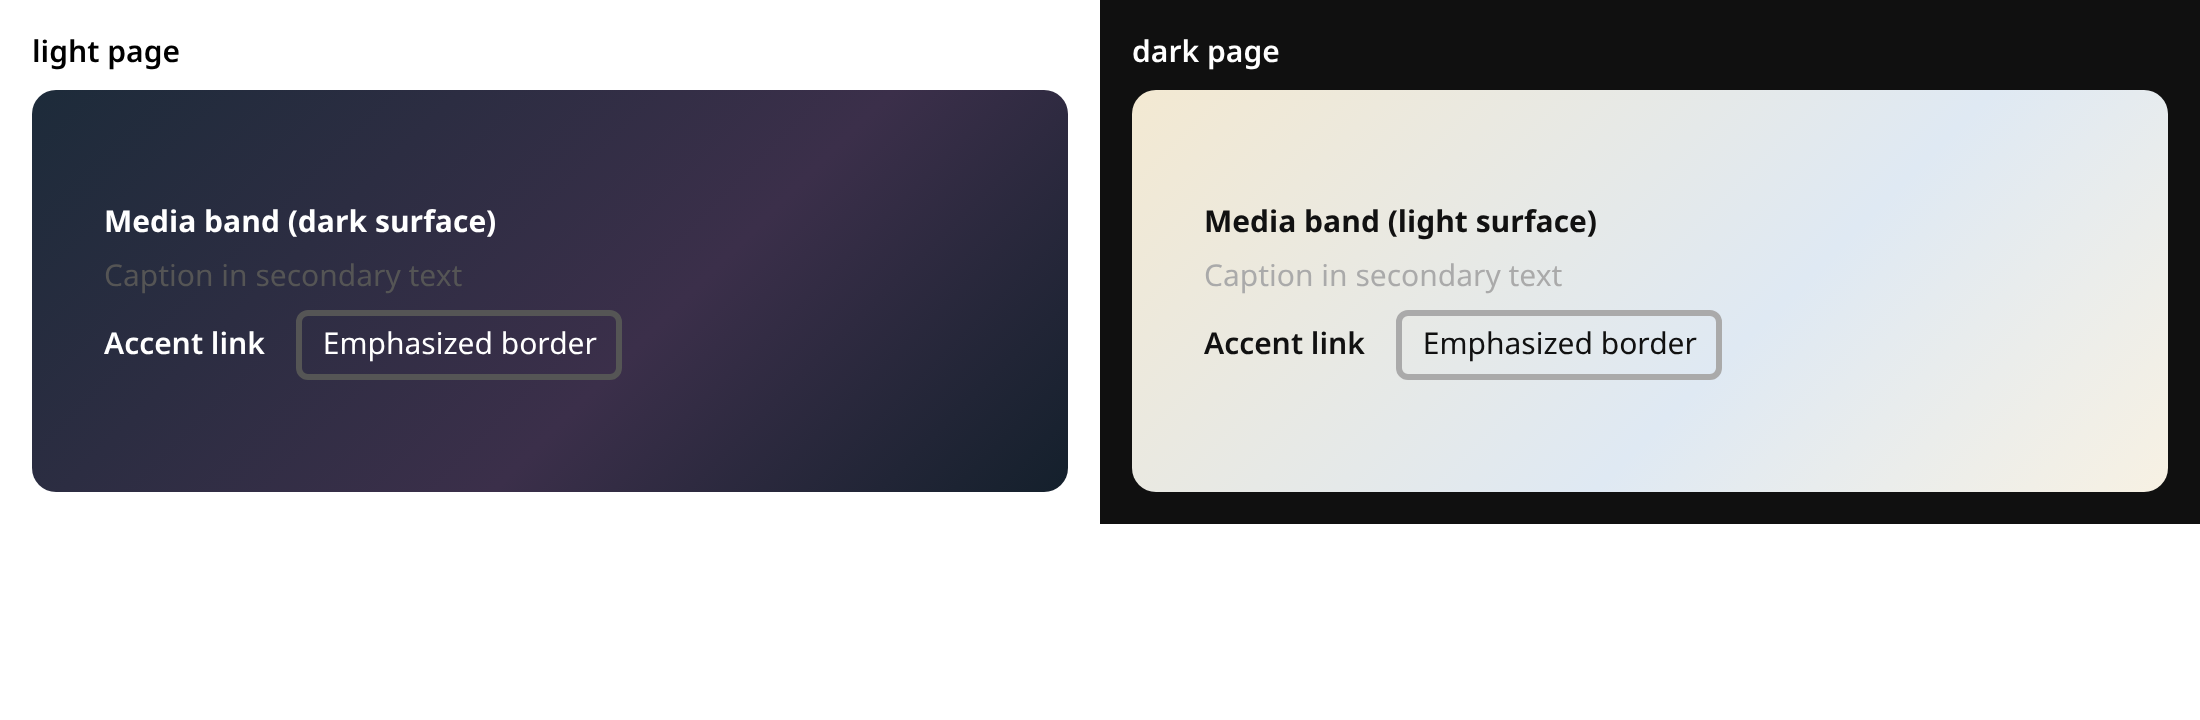 light page
Media band (dark surface)
Caption in secondary text
Accent link
Emphasized border
dark page
Media band (light surface)
Caption in secondary text
Accent link
Emphasized border